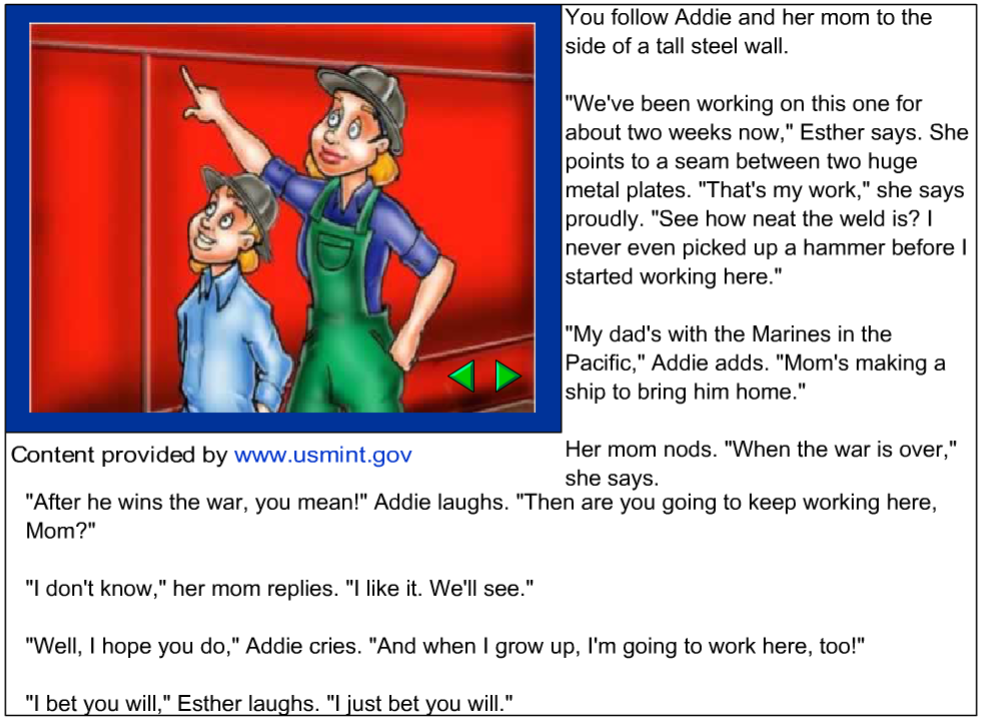 You follow Addie and her mom to the
side of a tall steel wall.
"We've been working on this one for
about two weeks now," Esther says. She
points to a seam between two huge
metal plates. "That's my work," she says
proudly. "See how neat the weld is? I
never even picked up a hammer before I
started working here."
"My dad's with the Marines in the
Pacific," Addie adds. "Mom's making a
ship to bring him home."
Her mom nods. "When the war is over,"
she says.
Content provided by www.usmint.gov
"After he wins the war, you mean!" Addie laughs. "Then are you going to keep working here,
Mom?"
"I don't know," her mom replies. "I like it. We'll see."
"Well, I hope you do," Addie cries. "And when I grow up, I'm going to work here, too!"
"I bet you will," Esther laughs. "I just bet you will."